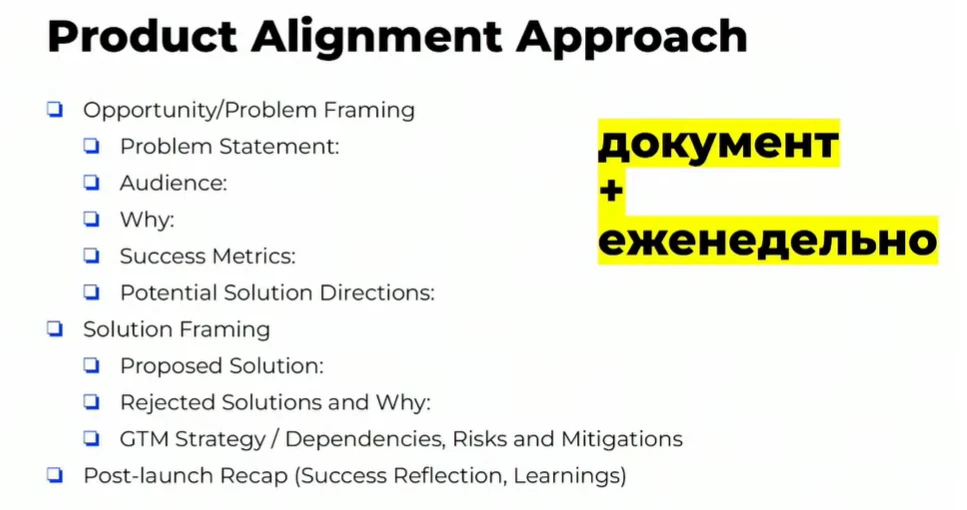 Product Alignment Approach
Opportunity/Problem Framing
Problem Statement:
Audience:
Why:
Success Metrics:
Potential Solution Directions:
Solution Framing
Proposed Solution:
Rejected Solutions and Why:
GTM Strategy / Dependencies, Risks and Mitigations
Post-launch Recap (Success Reflection, Learnings)
документ
+
еженедельно